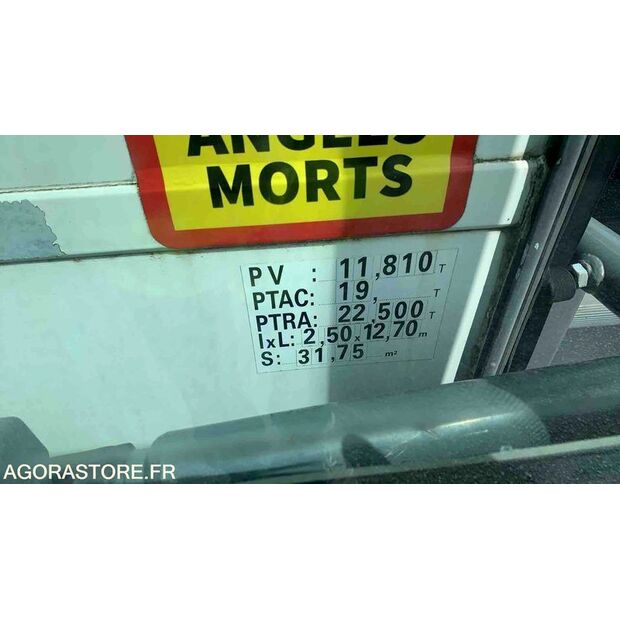 ANGLES
MORTS
PV : 11,810 T
PTAC: 19, T
PTRA: 22,500 T
lxL: 2,50 x 12,70 m
S: 31,75 m²
AGORASTORE.FR